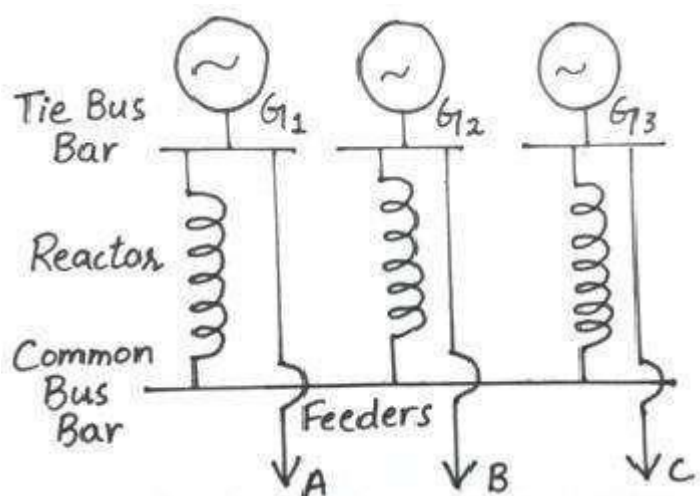 G1
G2
G3
Tie Bus
Bar
Reactor
Common
Bus
Bar
Feeders
A
B
C